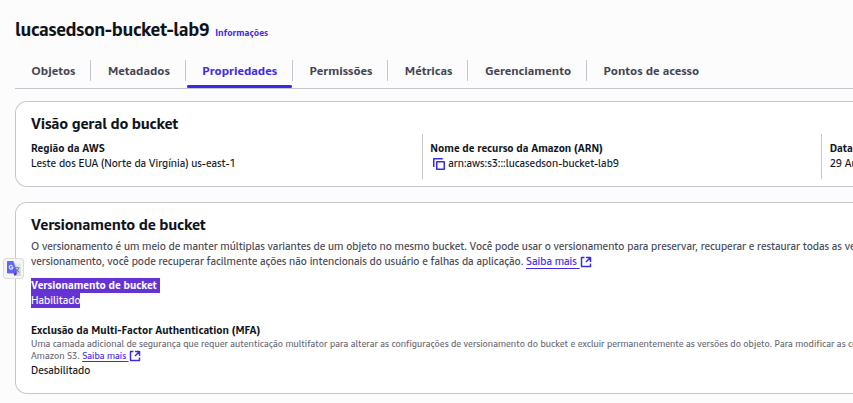 lucasedson-bucket-lab9 Informações
Objetos Metadados Propriedades Permissões Métricas Gerenciamento Pontos de acesso
Visão geral do bucket
Região da AWS
Leste dos EUA (Norte da Virgínia) us-east-1
Nome de recurso da Amazon (ARN)
arn:aws:s3:::lucasedson-bucket-lab9
Data
29
Versionamento de bucket
O versionamento é um meio de manter múltiplas variantes de um objeto no mesmo bucket. Você pode usar o versionamento para preservar, recuperar e restaurar todas as
versionamento, você pode recuperar facilmente ações não intencionais do usuário e falhas da aplicação. Saiba mais
Versionamento de bucket
Habilitado
Exclusão da Multi-Factor Authentication (MFA)
Uma camada adicional de segurança que requer autenticação multifator para alterar as configurações de versionamento do bucket e excluir permanentemente as versões do objeto. Para modificar as
Amazon S3. Saiba mais
Desabilitado